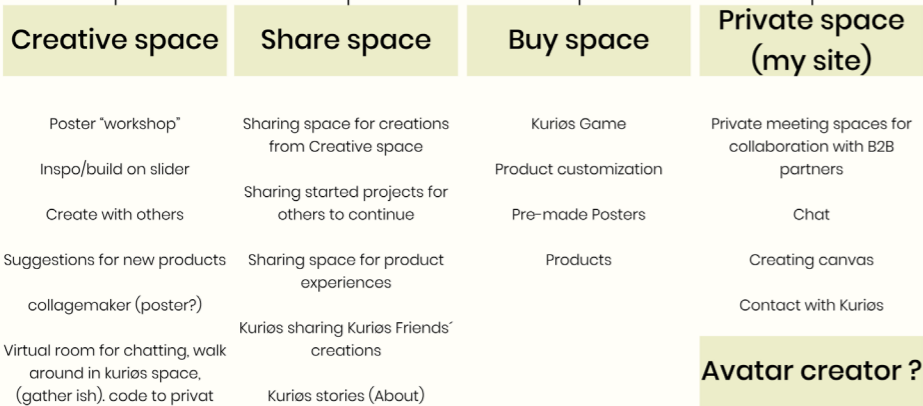 Creative space
Poster "workshop"
Inspo/build on slider
Create with others
Suggestions for new products
collagemaker (poster?)
Virtual room for chatting, walk
around in kuriøs space,
(gather ish). code to privat
Share space
Sharing space for creations
from Creative space
Sharing started projects for
others to continue
Sharing space for product
experiences
Kuriøs sharing Kuriøs Friends´
creations
Kuriøs stories (About)
Buy space
Kuriøs Game
Product customization
Pre-made Posters
Products
Private space
(my site)
Private meeting spaces for
collaboration with B2B
partners
Chat
Creating canvas
Contact with Kuriøs
Avatar creator ?